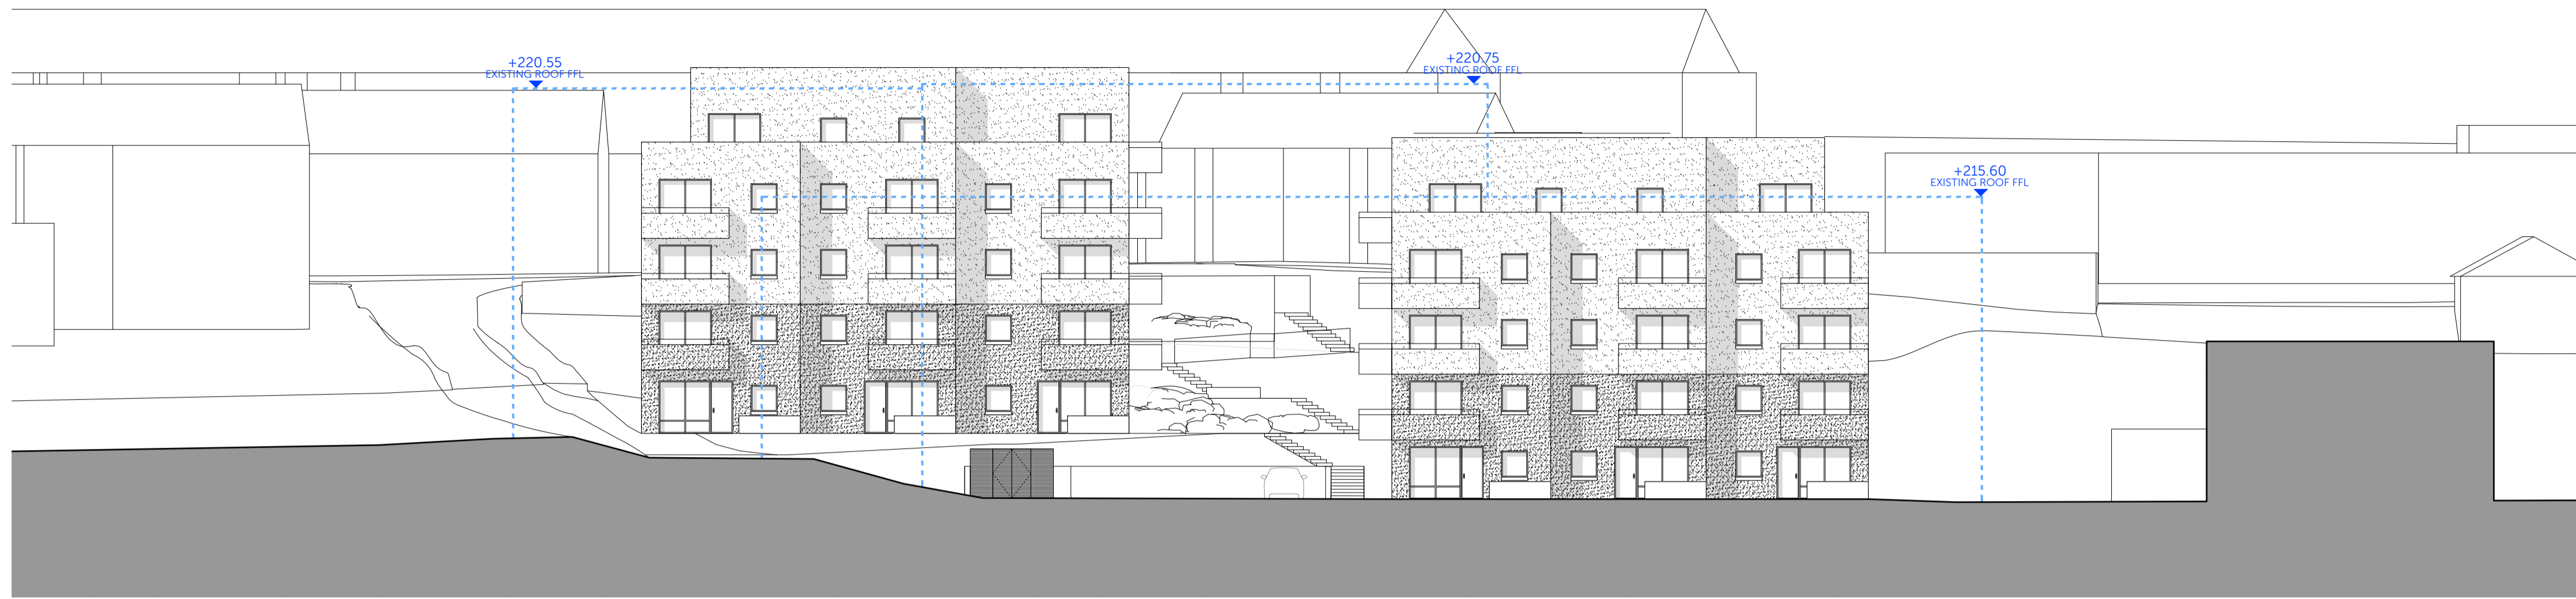 +220.55
EXISTING ROOF FFL
+220.75
EXISTING ROOF FFL
+215.60
EXISTING ROOF FFL